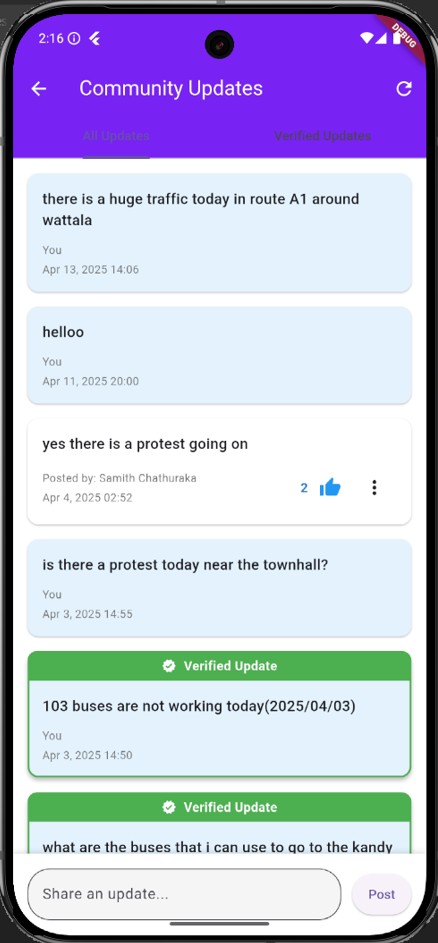 2:16
DEBUG
Community Updates
All Updates Verified Updates
there is a huge traffic today in route A1 around
wattala
You
Apr 13, 2025 14:06
helloo
You
Apr 11, 2025 20:00
yes there is a protest going on
Posted by: Samith Chathuraka
Apr 4, 2025 02:52
2
is there a protest today near the townhall?
You
Apr 3, 2025 14:55
Verified Update
103 buses are not working today(2025/04/03)
You
Apr 3, 2025 14:50
Verified Update
what are the buses that i can use to go to the kandy
Share an update...
Post